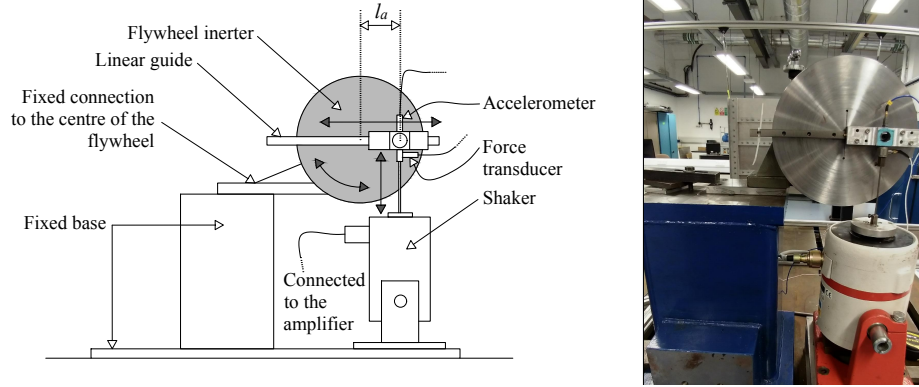 lₐ
Flywheel inerter
Linear guide
Fixed connection
to the centre of the
flywheel
Accelerometer
Force
transducer
Shaker
Fixed base
Connected
to the
amplifier